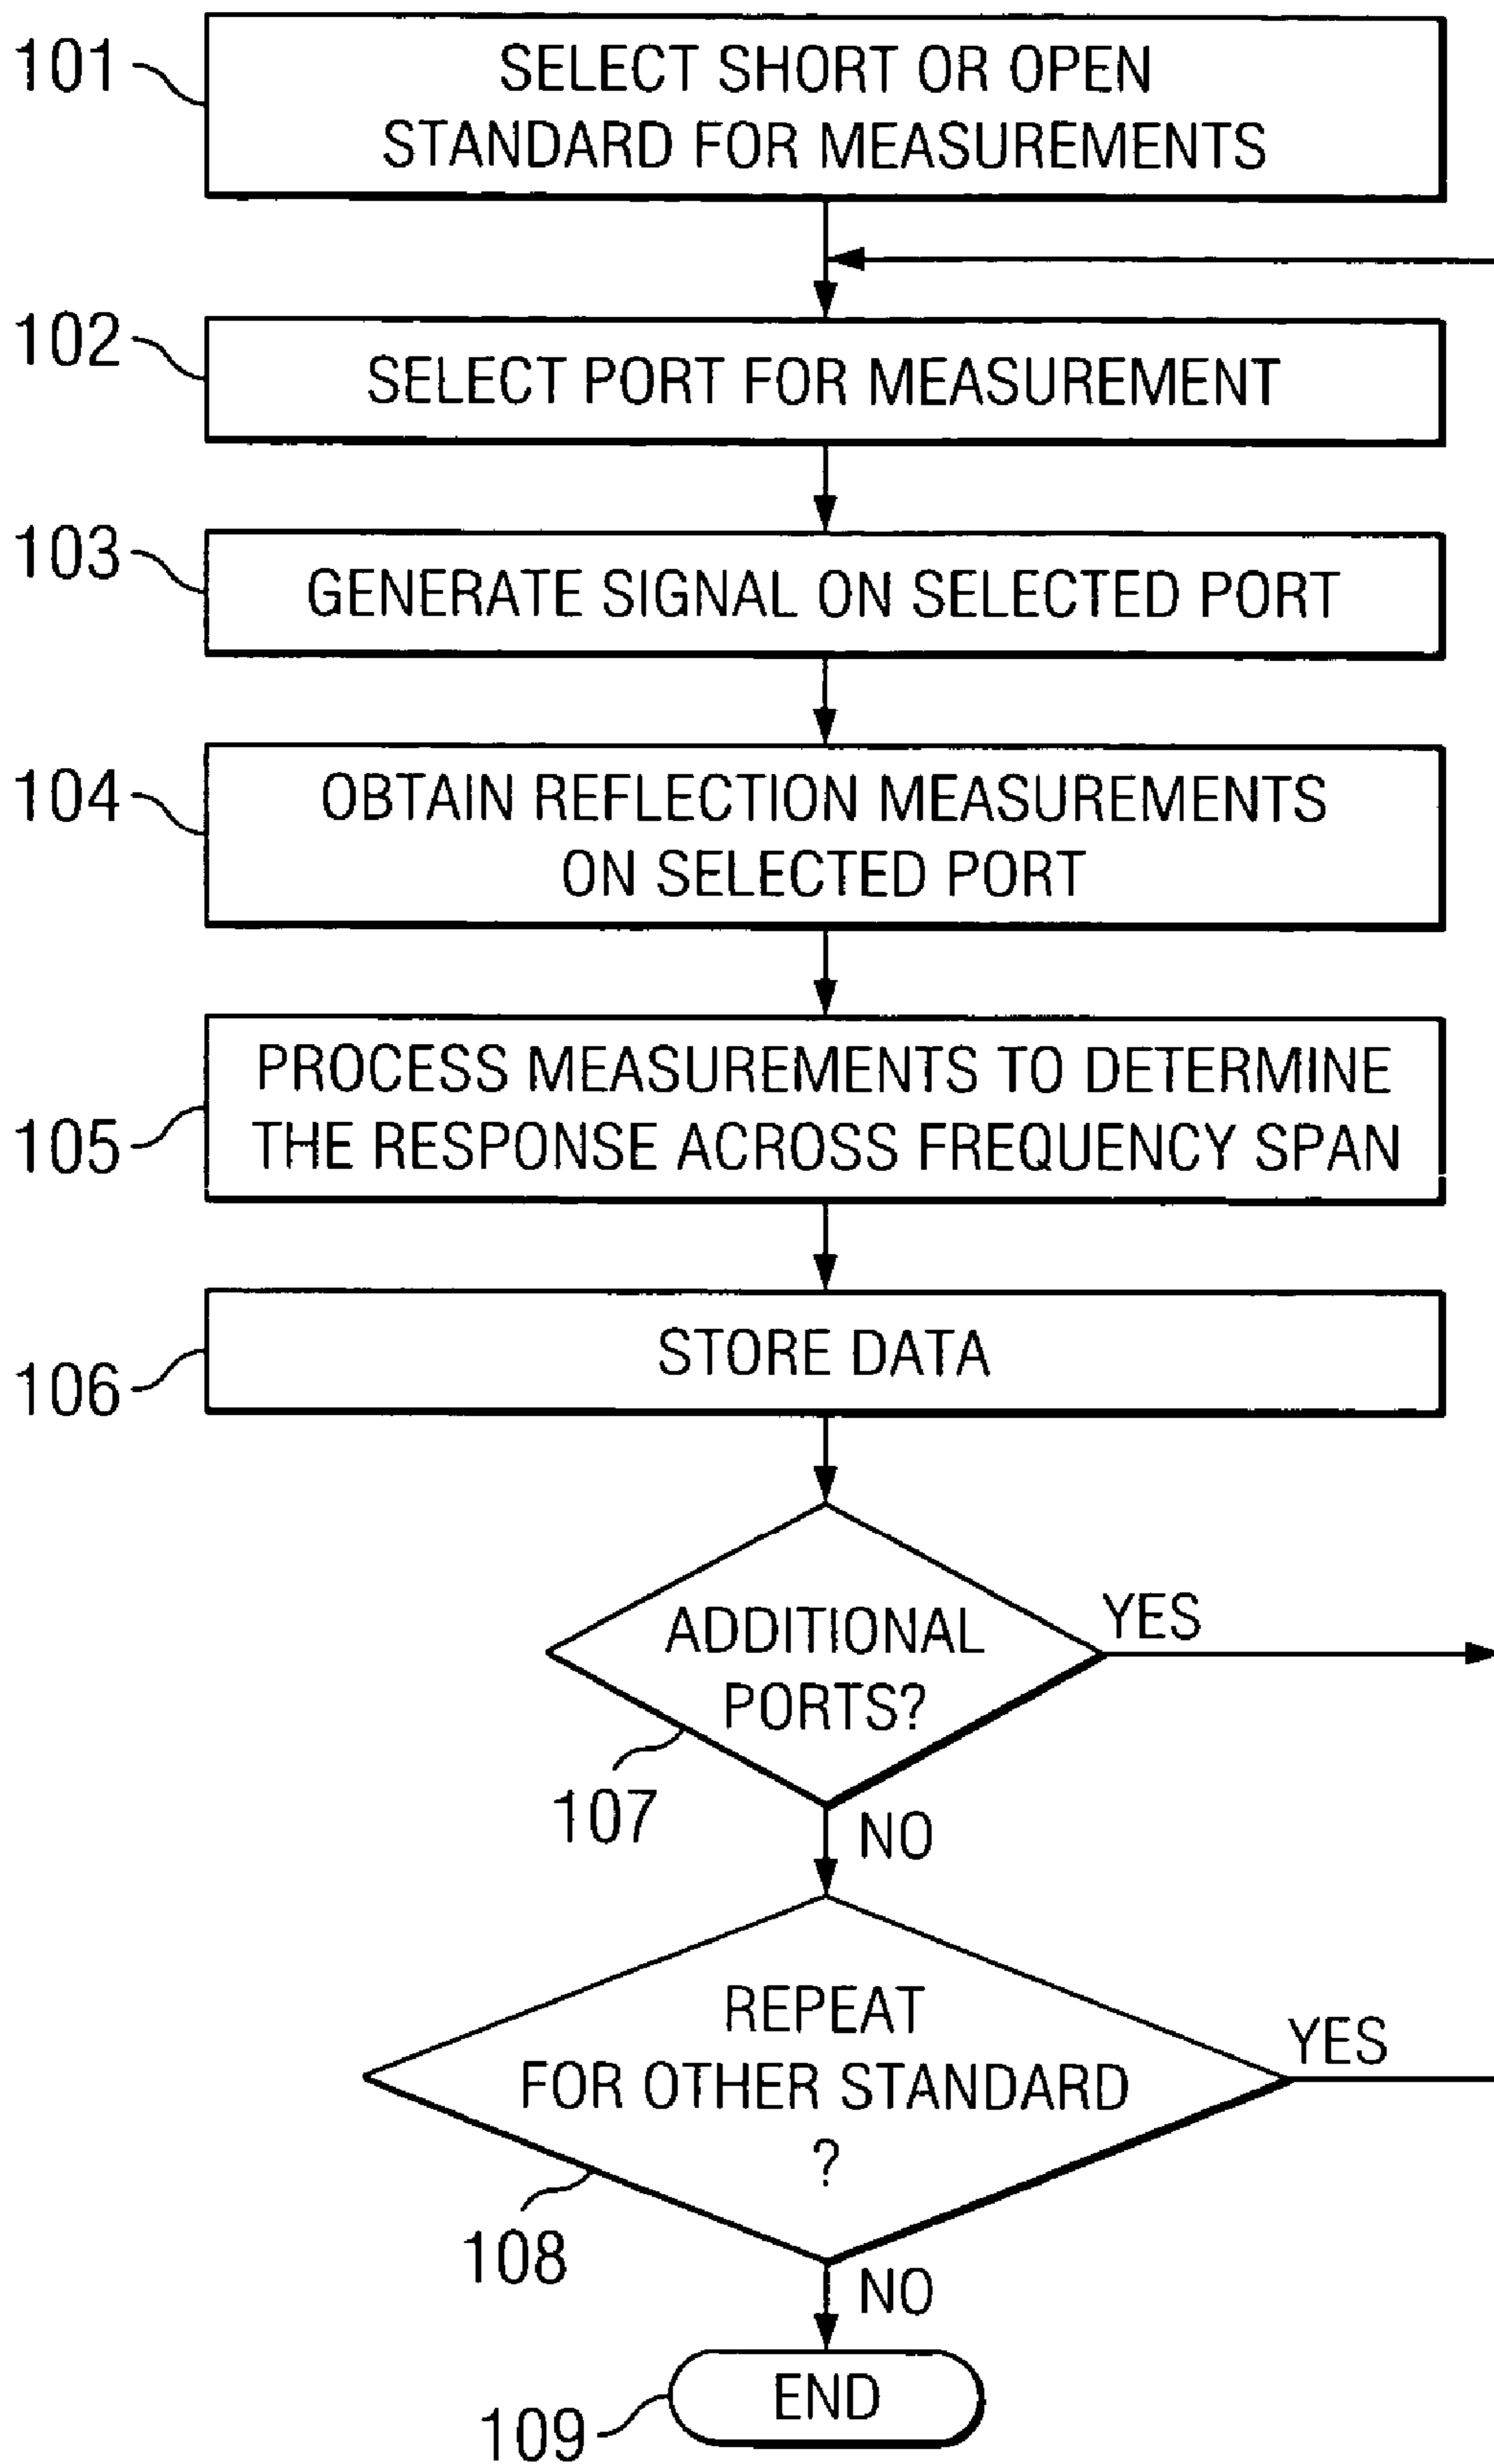 101
SELECT SHORT OR OPEN
STANDARD FOR MEASUREMENTS
102
SELECT PORT FOR MEASUREMENT
103
GENERATE SIGNAL ON SELECTED PORT
104
OBTAIN REFLECTION MEASUREMENTS
ON SELECTED PORT
105
PROCESS MEASUREMENTS TO DETERMINE
THE RESPONSE ACROSS FREQUENCY SPAN
106
STORE DATA
ADDITIONAL
PORTS?
YES
107
NO
REPEAT
FOR OTHER STANDARD
?
YES
108
NO
END
109